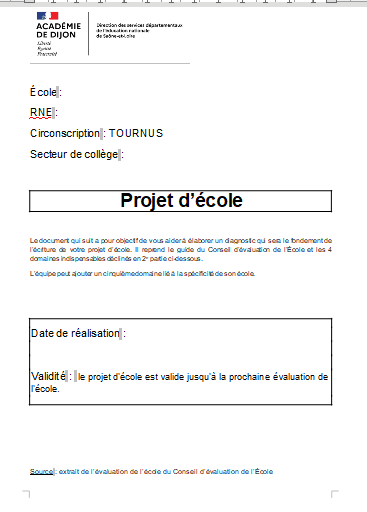 ACADÉMIE
DE DIJON
Liberté
Égalité
Fraternité
Direction des services départementaux
de l'éducation nationale
de Saône-et-Loire
École :
RNE :
Circonscription : TOURNUS
Secteur de collège :
Projet d'école
Le document qui suit a pour objectif de vous aider à élaborer un diagnostic qui sera le fondement de
l'écriture de votre projet d'école. Il reprend le guide du Conseil d'évaluation de l'École et les 4
domaines indispensables déclinés en 2e partie ci-dessous.
L'équipe peut ajouter un cinquième domaine lié à la spécificité de son école.
Date de réalisation :
Validité : le projet d'école est valide jusqu'à la prochaine évaluation de
l'école.
Source : extrait de l'évaluation de l'école du Conseil d'évaluation de l'École